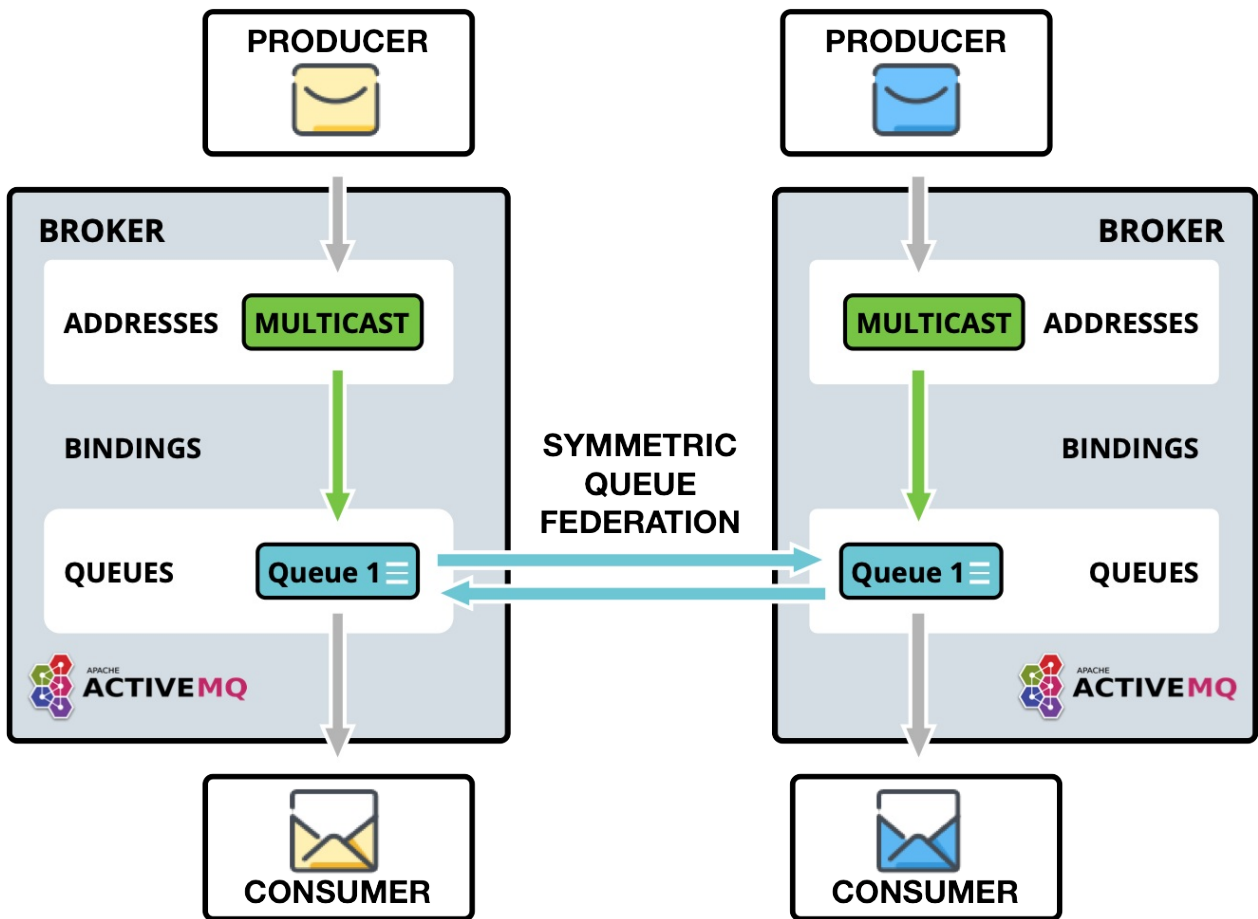 PRODUCER
PRODUCER
BROKER
BROKER
ADDRESSES
MULTICAST
MULTICAST
ADDRESSES
BINDINGS
SYMMETRIC
QUEUE
FEDERATION
BINDINGS
QUEUES
Queue 1
Queue 1
QUEUES
APACHE
ACTIVEMQ
APACHE
ACTIVEMQ
CONSUMER
CONSUMER